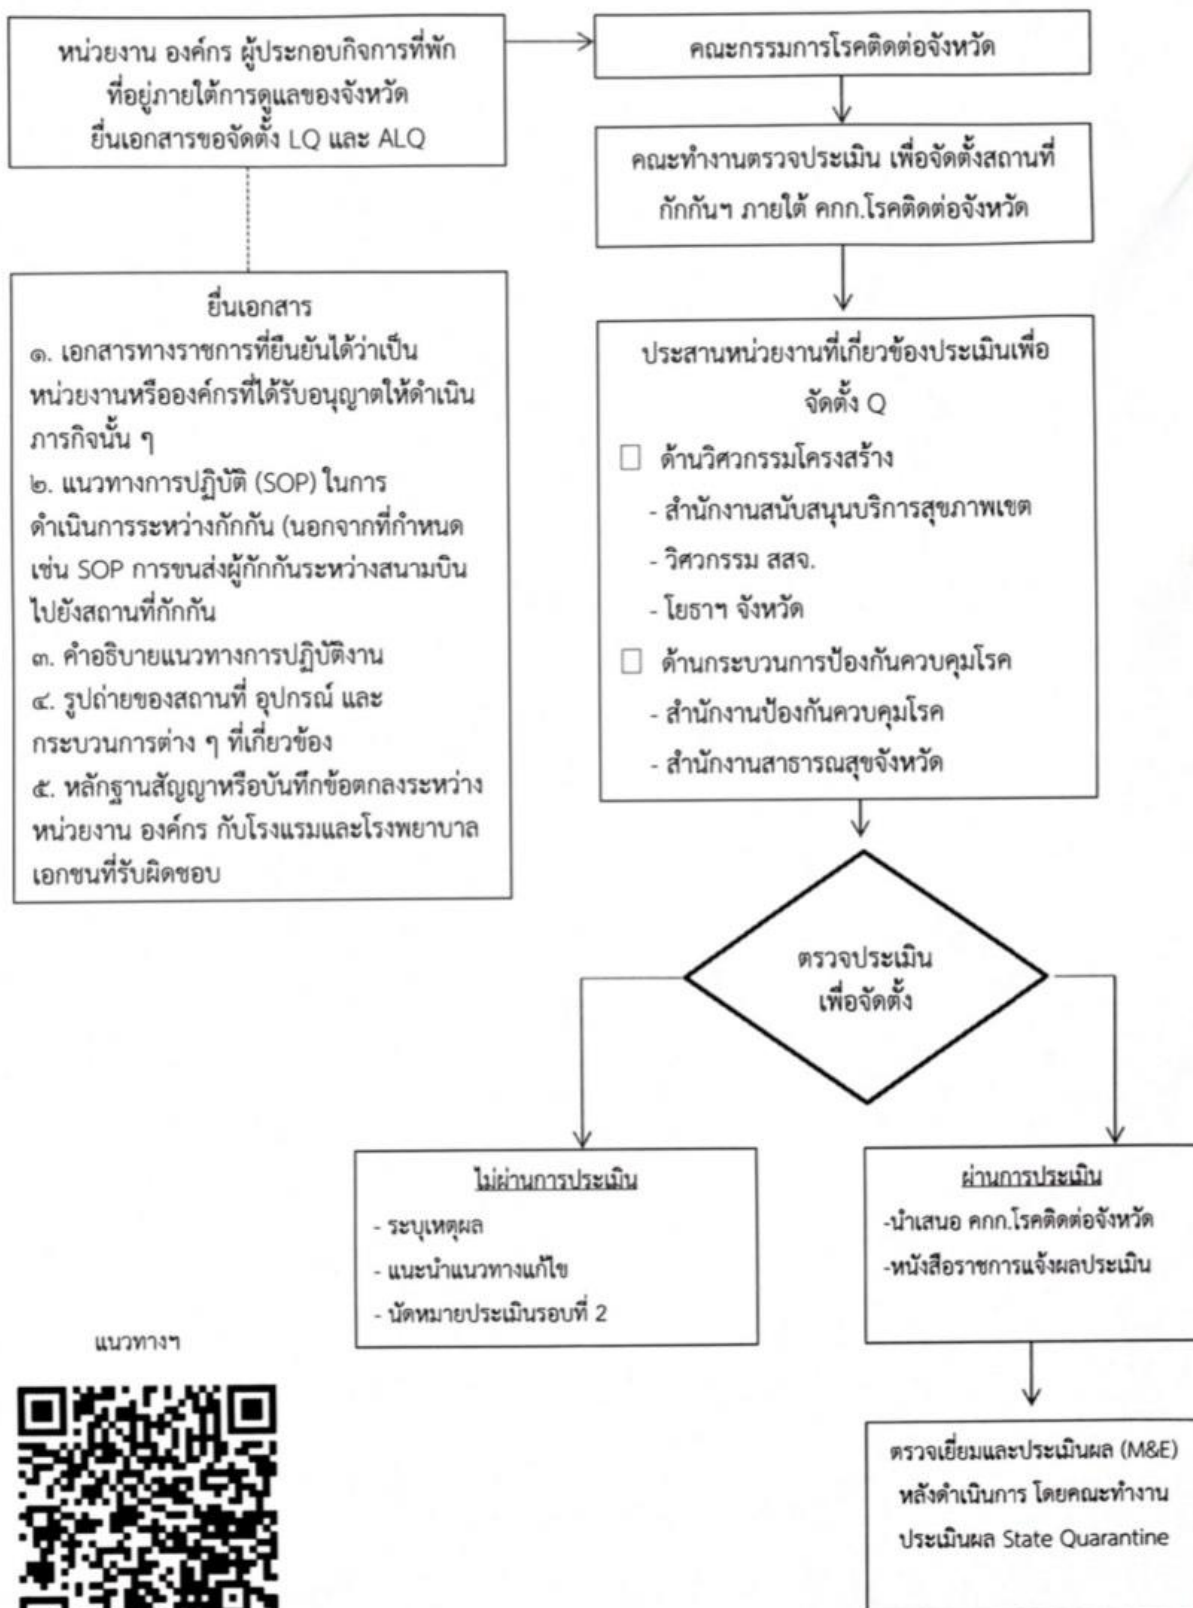 หน่วยงาน องค์กร ผู้ประกอบกิจการที่พัก
ที่อยู่ภายใต้การดูแลของจังหวัด
ยื่นเอกสารขอจัดตั้ง LQ และ ALQ
คณะกรรมการโรคติดต่อจังหวัด
คณะทำงานตรวจประเมิน เพื่อจัดตั้งสถานที่
กักกันฯ ภายใต้ คกก.โรคติดต่อจังหวัด
ยื่นเอกสาร
๑. เอกสารทางราชการที่ยืนยันได้ว่าเป็น
หน่วยงานหรือองค์กรที่ได้รับอนุญาตให้ดำเนิน
ภารกิจนั้น ๆ
๒. แนวทางการปฏิบัติ (SOP) ในการ
ดำเนินการระหว่างกักกัน (นอกจากที่กำหนด
เช่น SOP การขนส่งผู้กักกันระหว่างสนามบิน
ไปยังสถานที่กักกัน
๓. คำอธิบายแนวทางการปฏิบัติงาน
๔. รูปถ่ายของสถานที่ อุปกรณ์ และ
กระบวนการต่าง ๆ ที่เกี่ยวข้อง
๕. หลักฐานสัญญาหรือบันทึกข้อตกลงระหว่าง
หน่วยงาน องค์กร กับโรงแรมและโรงพยาบาล
เอกชนที่รับผิดชอบ
ประสานหน่วยงานที่เกี่ยวข้องประเมินเพื่อ
จัดตั้ง Q
ด้านวิศวกรรมโครงสร้าง
- สำนักงานสนับสนุนบริการสุขภาพเขต
- วิศวกรรม สสจ.
- โยธาฯ จังหวัด
ด้านกระบวนการป้องกันควบคุมโรค
- สำนักงานป้องกันควบคุมโรค
- สำนักงานสาธารณสุขจังหวัด
ตรวจประเมิน
เพื่อจัดตั้ง
ไม่ผ่านการประเมิน
- ระบุเหตุผล
- แนะนำแนวทางแก้ไข
- นัดหมายประเมินรอบที่ 2
ผ่านการประเมิน
-นำเสนอ คกก.โรคติดต่อจังหวัด
-หนังสือราชการแจ้งผลประเมิน
แนวทางฯ
ตรวจเยี่ยมและประเมินผล (M&E)
หลังดำเนินการ โดยคณะทำงาน
ประเมินผล State Quarantine